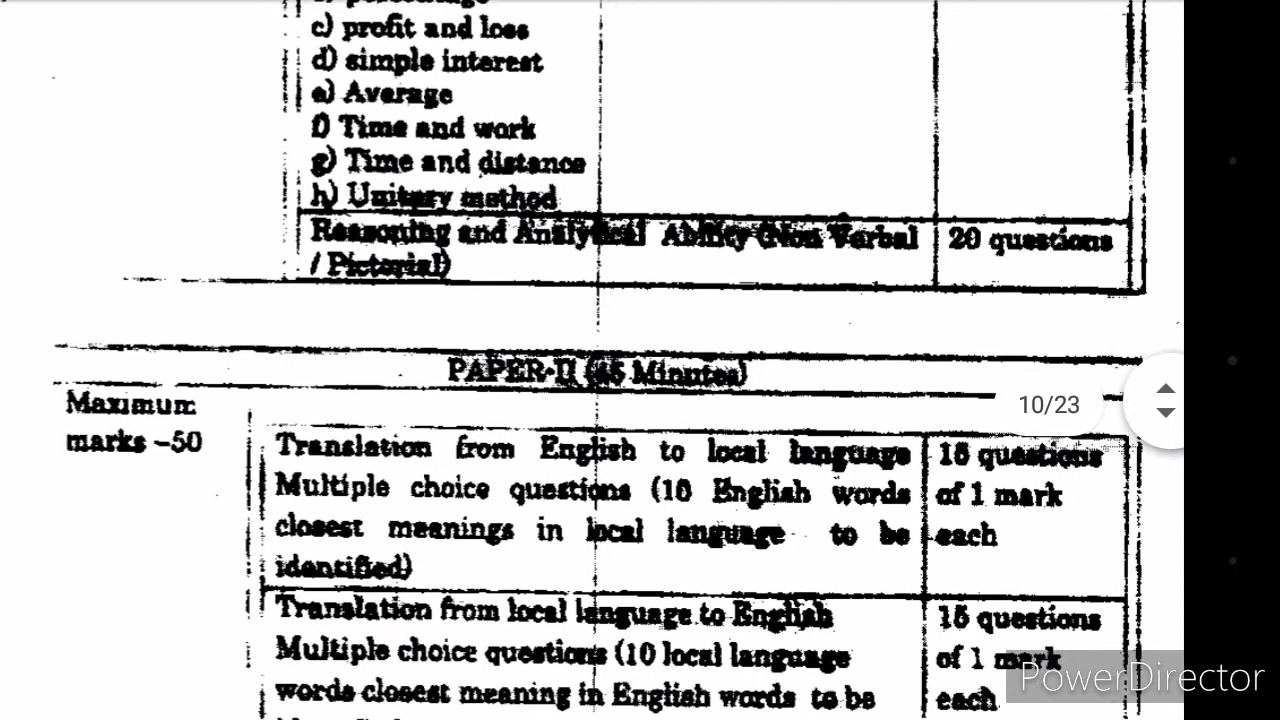 c) profit and loss
d) simple interest
e) Average
f) Time and work
g) Time and distance
h) Unitary method
Reasoning and Analytical Ability (Non Verbal 20 questions
/ Pictorial)
PAPER-II (45 Minutes)
10/23
Maximum
marks –50
Translation from English to local language 15 questions
Multiple choice questions (10 English words of 1 mark
closest meanings in local language to be each
identified)
Translation from local language to English 15 questions
Multiple choice questions (10 local language of 1 mark
words closest meaning in English words to be each
PowerDirector